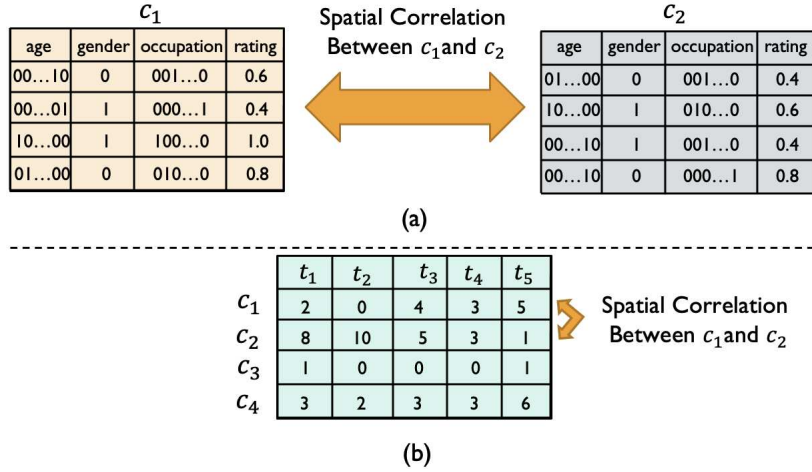 c1
age gender occupation rating
00...10 0 001...0 0.6
00...01 1 000...1 0.4
10...00 1 100...0 1.0
01...00 0 010...0 0.8
Spatial Correlation
Between c1and c2
c2
age gender occupation rating
01...00 0 001...0 0.4
10...00 1 010...0 0.6
00...10 1 001...0 0.4
00...10 0 000...1 0.8
(a)
t1 t2 t3 t4 t5
c1 2 0 4 3 5
c2 8 10 5 3 1
c3 1 0 0 0 1
c4 3 2 3 3 6
Spatial Correlation
Between c1and c2
(b)